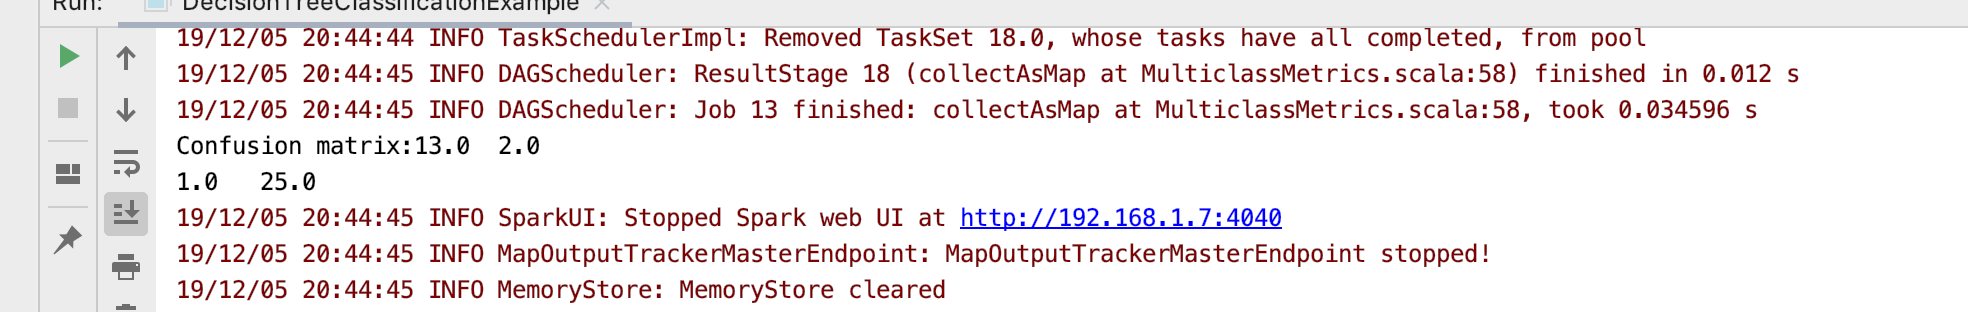 Run: DecisionTreeClassificationExample
19/12/05 20:44:44 INFO TaskSchedulerImpl: Removed TaskSet 18.0, whose tasks have all completed, from pool
19/12/05 20:44:45 INFO DAGScheduler: ResultStage 18 (collectAsMap at MulticlassMetrics.scala:58) finished in 0.012 s
19/12/05 20:44:45 INFO DAGScheduler: Job 13 finished: collectAsMap at MulticlassMetrics.scala:58, took 0.034596 s
Confusion matrix:13.0  2.0
1.0   25.0
19/12/05 20:44:45 INFO SparkUI: Stopped Spark web UI at http://192.168.1.7:4040
19/12/05 20:44:45 INFO MapOutputTrackerMasterEndpoint: MapOutputTrackerMasterEndpoint stopped!
19/12/05 20:44:45 INFO MemoryStore: MemoryStore cleared